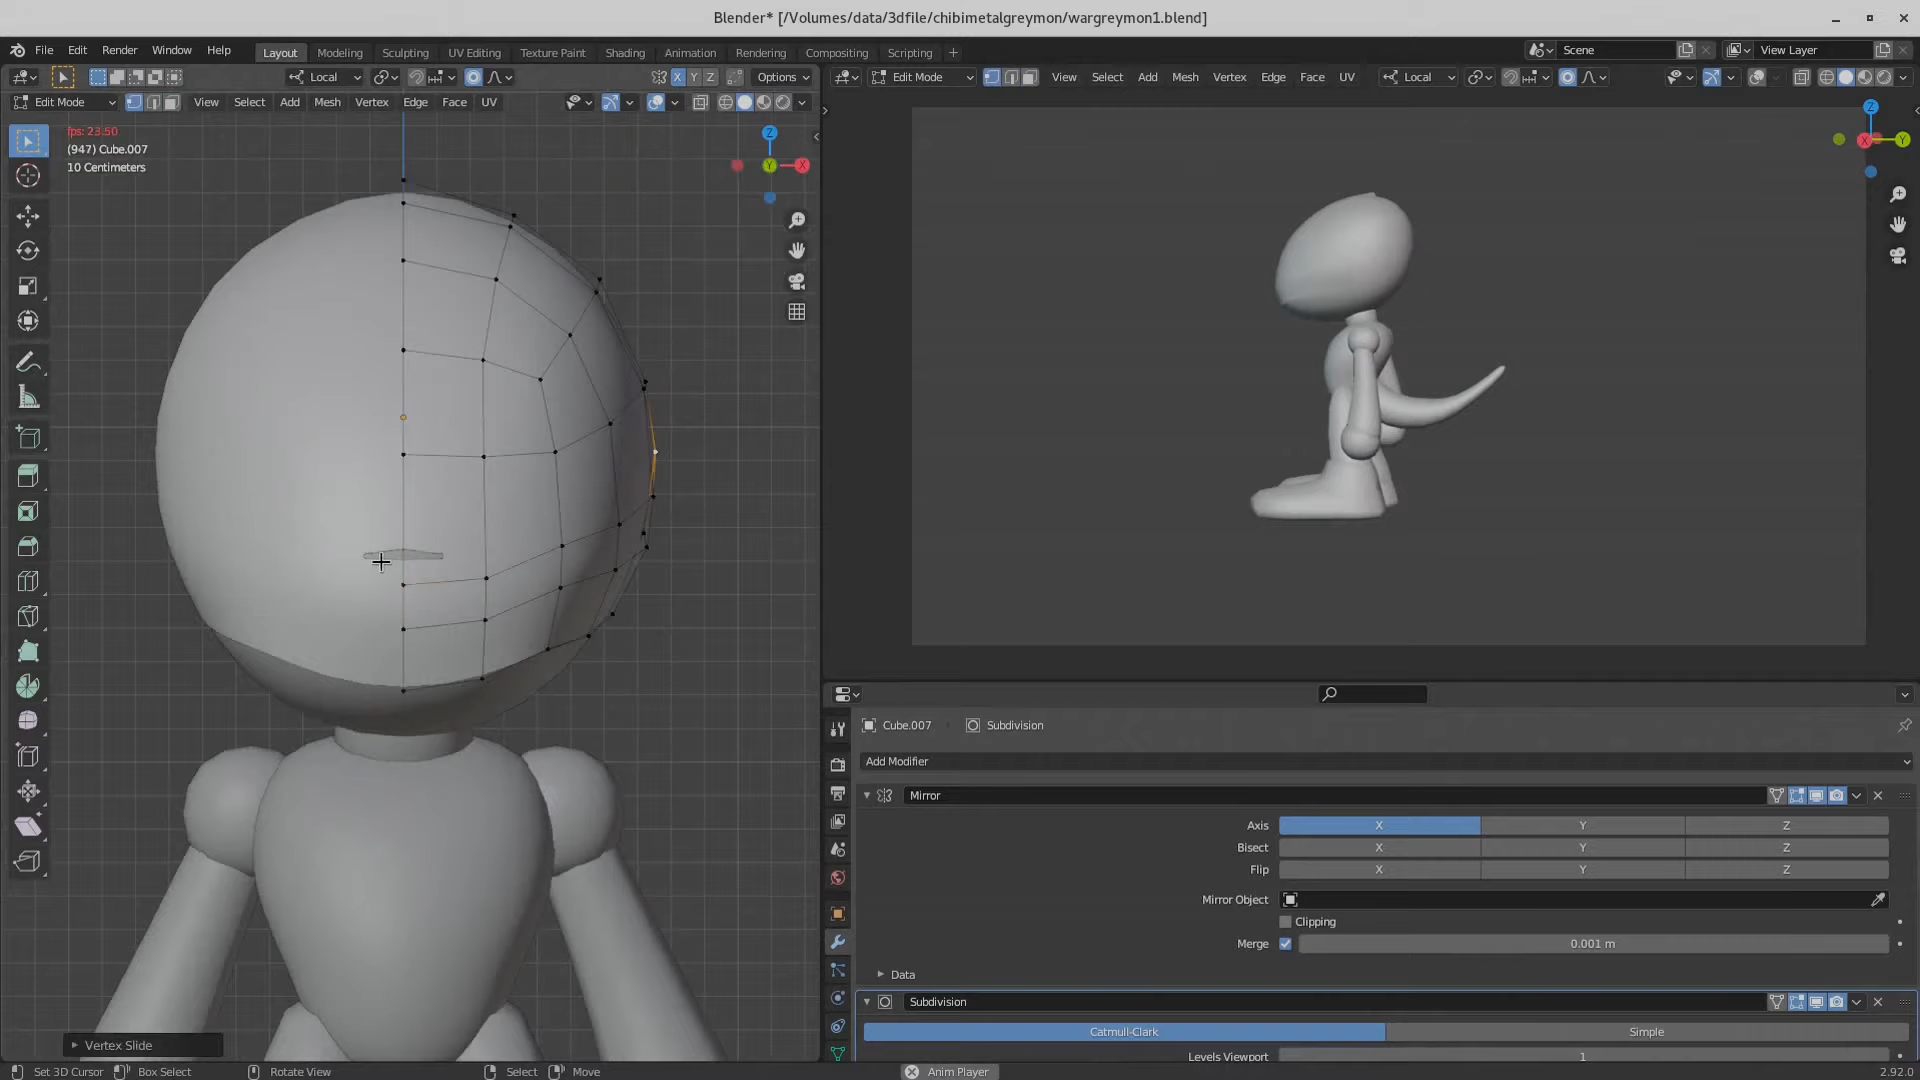 Blender* [/Volumes/data/3dfile/chibimetalgreymon/wargreymon1.blend]
File Edit Render Window Help Layout Modeling Sculpting UV Editing Texture Paint Shading Animation Rendering Compositing Scripting + Scene View Layer
Local X Y Z Options
Edit Mode Select Add Mesh Vertex Edge Face UV Local
Edit Mode View Select Add Mesh Vertex Edge Face UV
View
fps: 23.50
(947) Cube.007
10 Centimeters
Z
Y X
Z
X Y
Cube.007 Subdivision
Add Modifier
Mirror
Axis X Y Z
Bisect X Y Z
Flip X Y Z
Mirror Object
Clipping
Merge 0.001 m
Data
Subdivision
Catmull-Clark Simple
Levels Viewport 1
Vertex Slide
Set 3D Cursor Box Select Rotate View Select Move Anim Player 2.92.0